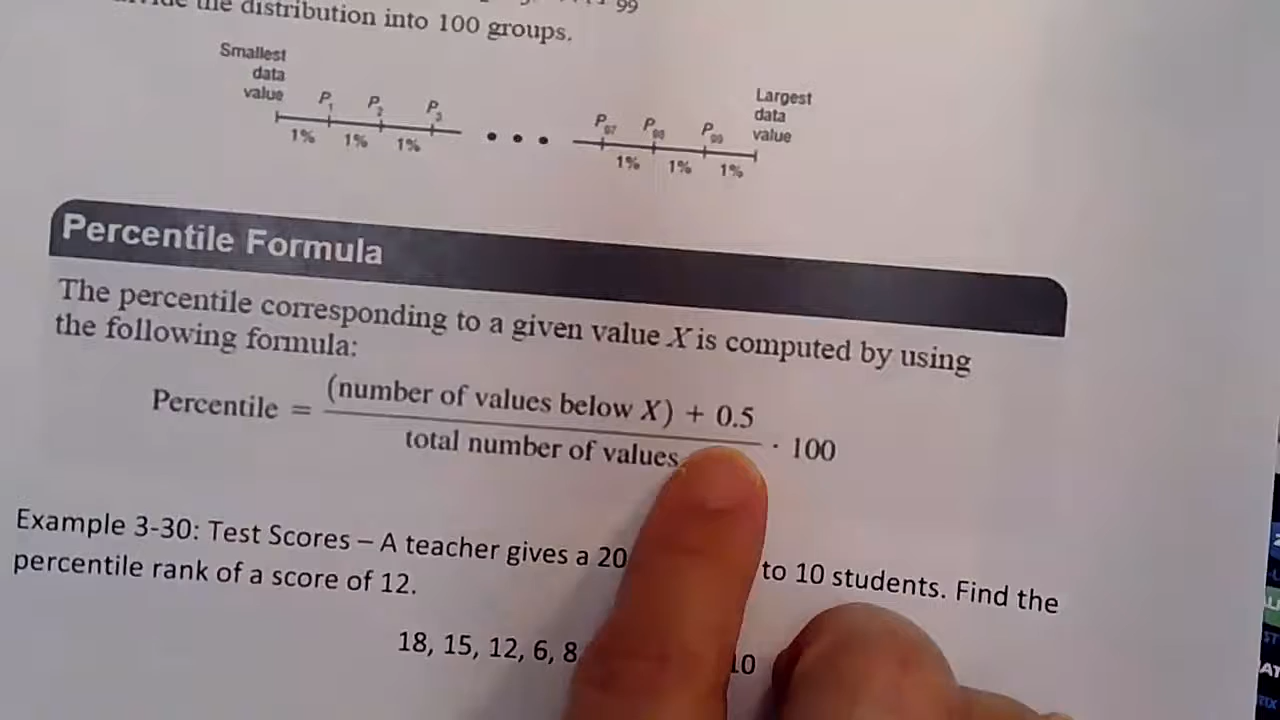 the distribution into 100 groups.
99
Smallest
data
value
P1 P2 P3
1% 1% 1%
P97 P98 P99
1% 1% 1%
Largest
data
value
Percentile Formula
The percentile corresponding to a given value X is computed by using
the following formula:
Percentile = (number of values below X) + 0.5
total number of values · 100
Example 3-30: Test Scores – A teacher gives a 20 to 10 students. Find the
percentile rank of a score of 12.
18, 15, 12, 6, 8 10